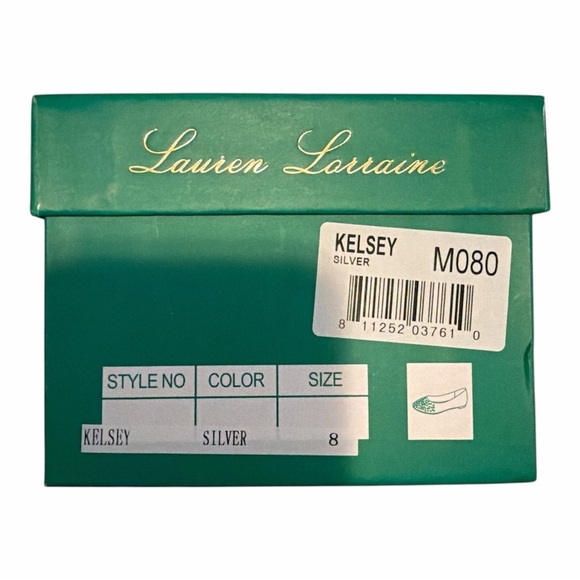 Lauren Lorraine
KELSEY M080
SILVER
8 11252 03761 0
STYLE NO COLOR SIZE
KELSEY SILVER 8